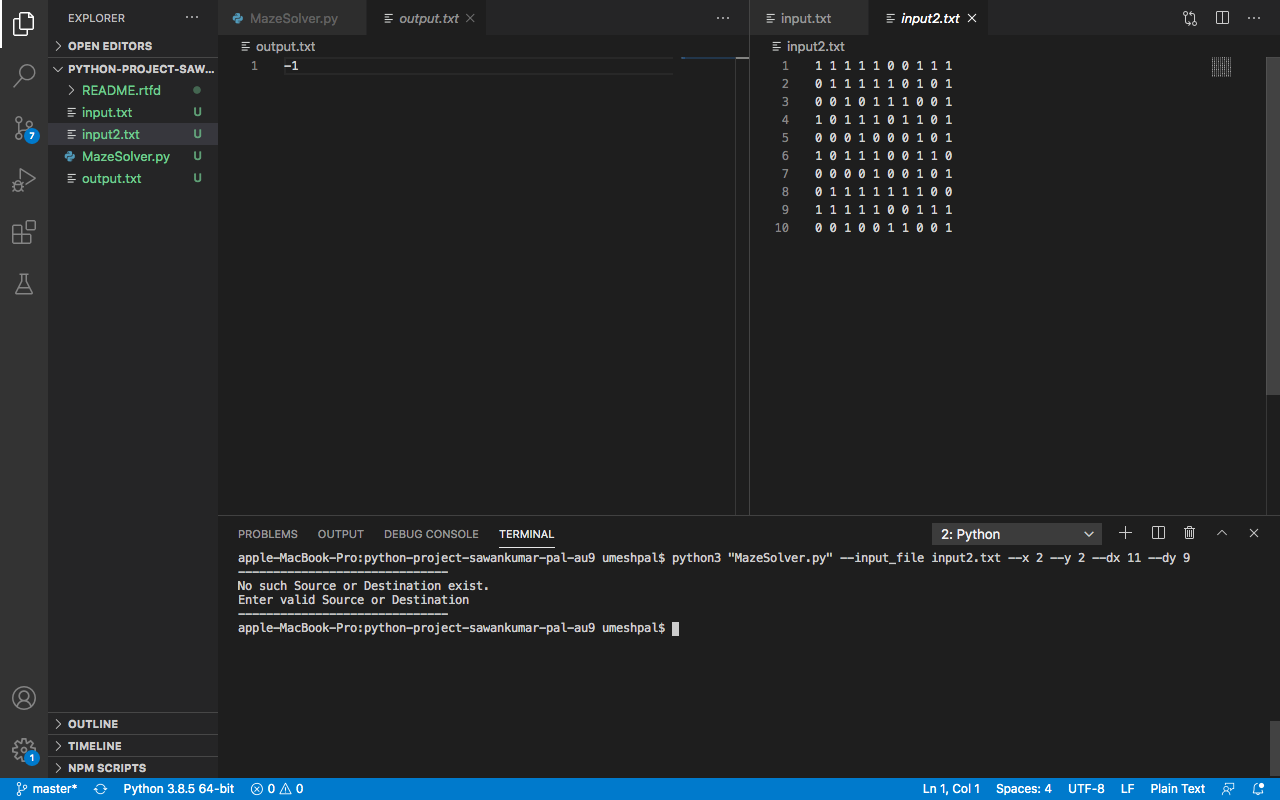 EXPLORER ...
OPEN EDITORS
PYTHON-PROJECT-SAW...
README.rtfd
input.txt U
input2.txt U
MazeSolver.py U
output.txt U
7
OUTLINE
TIMELINE
NPM SCRIPTS
1
MazeSolver.py output.txt ...
output.txt
1 -1
input.txt input2.txt ...
input2.txt
1 1 1 1 1 1 0 0 1 1 1
2 0 1 1 1 1 1 1 0 1 0 1
3 0 0 1 0 1 1 1 0 0 1
4 1 0 1 1 1 0 1 1 0 1
5 0 0 0 1 0 0 0 1 0 1
6 1 0 1 1 1 0 0 1 1 0
7 0 0 0 0 1 0 0 1 0 1
8 0 1 1 1 1 1 1 1 0 0
9 1 1 1 1 1 0 0 1 1 1
10 0 0 1 0 0 1 1 0 0 1
PROBLEMS OUTPUT DEBUG CONSOLE TERMINAL 2: Python
apple-MacBook-Pro:python-project-sawankumar-pal-au9 umeshpal$ python3 "MazeSolver.py" --input_file input2.txt --x 2 --y 2 --dx 11 --dy 9
------------------------------
No such Source or Destination exist.
Enter valid Source or Destination
------------------------------
apple-MacBook-Pro:python-project-sawankumar-pal-au9 umeshpal$
master* Python 3.8.5 64-bit 0 0 Ln 1, Col 1 Spaces: 4 UTF-8 LF Plain Text